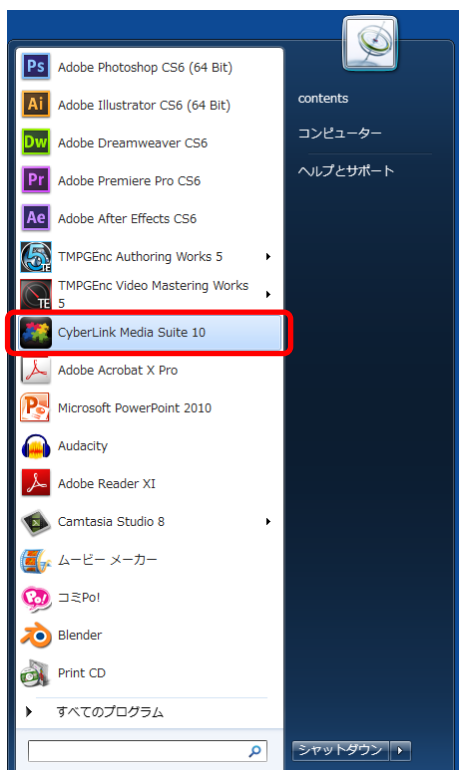 Ps Adobe Photoshop CS6 (64 Bit)
Ai Adobe Illustrator CS6 (64 Bit)
Dw Adobe Dreamweaver CS6
Pr Adobe Premiere Pro CS6
Ae Adobe After Effects CS6
5 TE TMPGEnc Authoring Works 5
TE TMPGEnc Video Mastering Works
5
CyberLink Media Suite 10
Adobe Acrobat X Pro
P Microsoft PowerPoint 2010
Audacity
Adobe Reader XI
Camtasia Studio 8
ムービー メーカー
Po! コミPo!
Blender
Print CD
すべてのプログラム
contents
コンピューター
ヘルプとサポート
シャットダウン